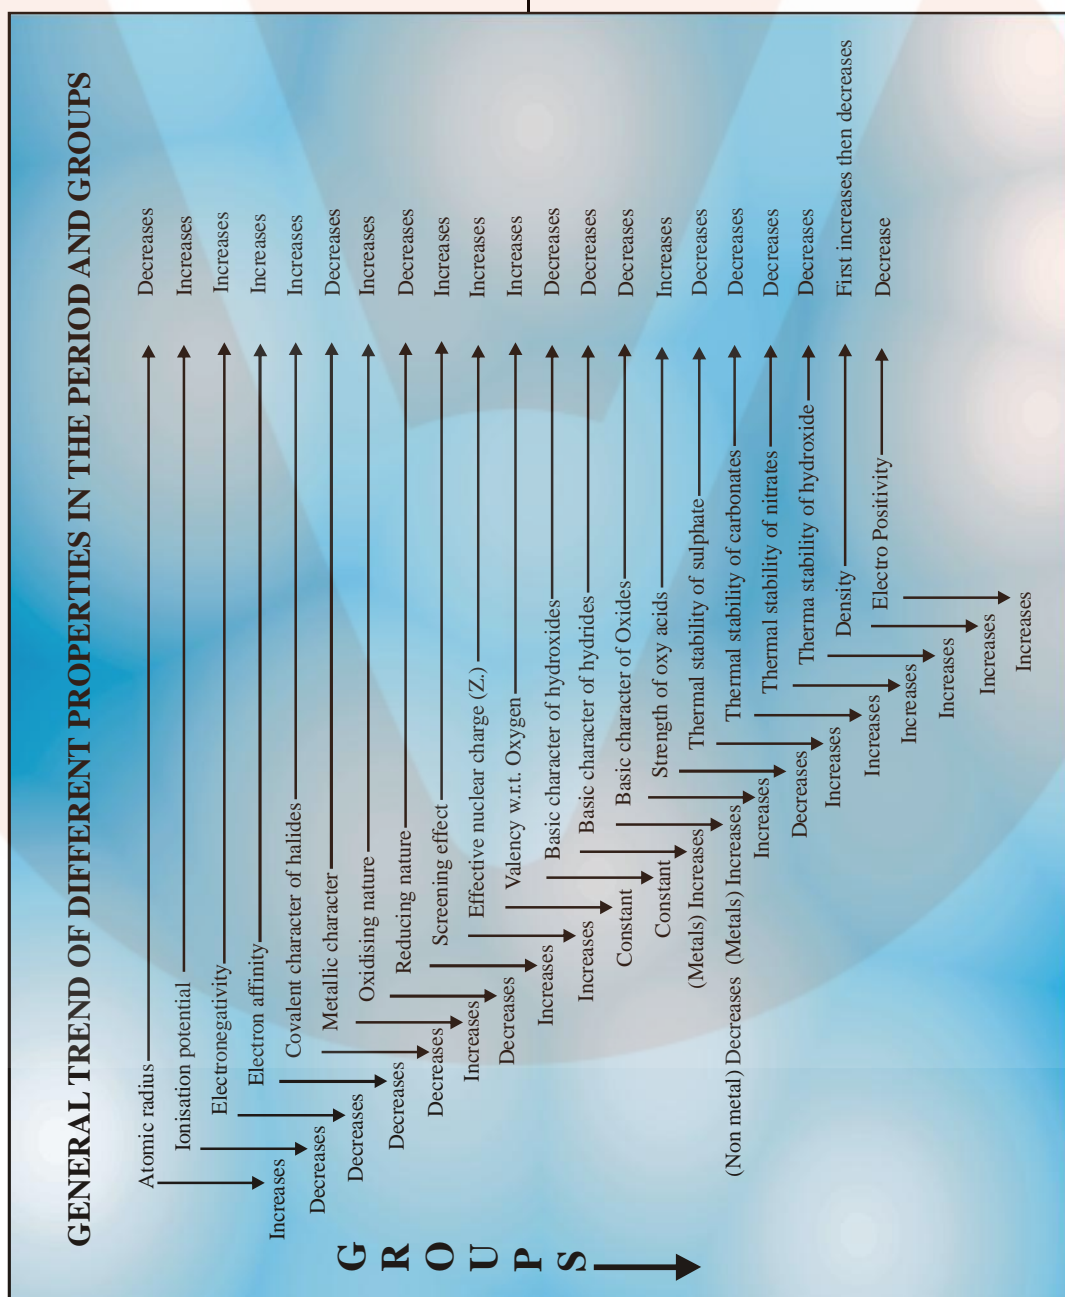 GENERAL TREND OF DIFFERENT PROPERTIES IN THE PERIOD AND GROUPS
Atomic radius Decreases
Increases
Ionisation potential Increases
Decreases
Electronegativity Increases
Decreases
Electron affinity Increases
Decreases
Covalent character of halides Increases
Decreases
Metallic character Decreases
Increases
Oxidising nature Increases
Decreases
Reducing nature Decreases
Increases
Screening effect Increases
Increases
Effective nuclear charge (Z.) Increases
Constant
Valency w.r.t. Oxygen Increases
Constant
Basic character of hydroxides Decreases
(Metals) Increases
Basic character of hydrides Decreases
(Non metal) Decreases (Metals) Increases
Basic character of Oxides Decreases
Increases
Strength of oxy acids Increases
Decreases
Thermal stability of sulphate Decreases
Increases
Thermal stability of carbonates Decreases
Increases
Thermal stability of nitrates Decreases
Increases
Therma stability of hydroxide Decreases
Increases
Density First increases then decreases
Increases
Electro Positivity Decrease
Increases
G
R
O
U
P
S